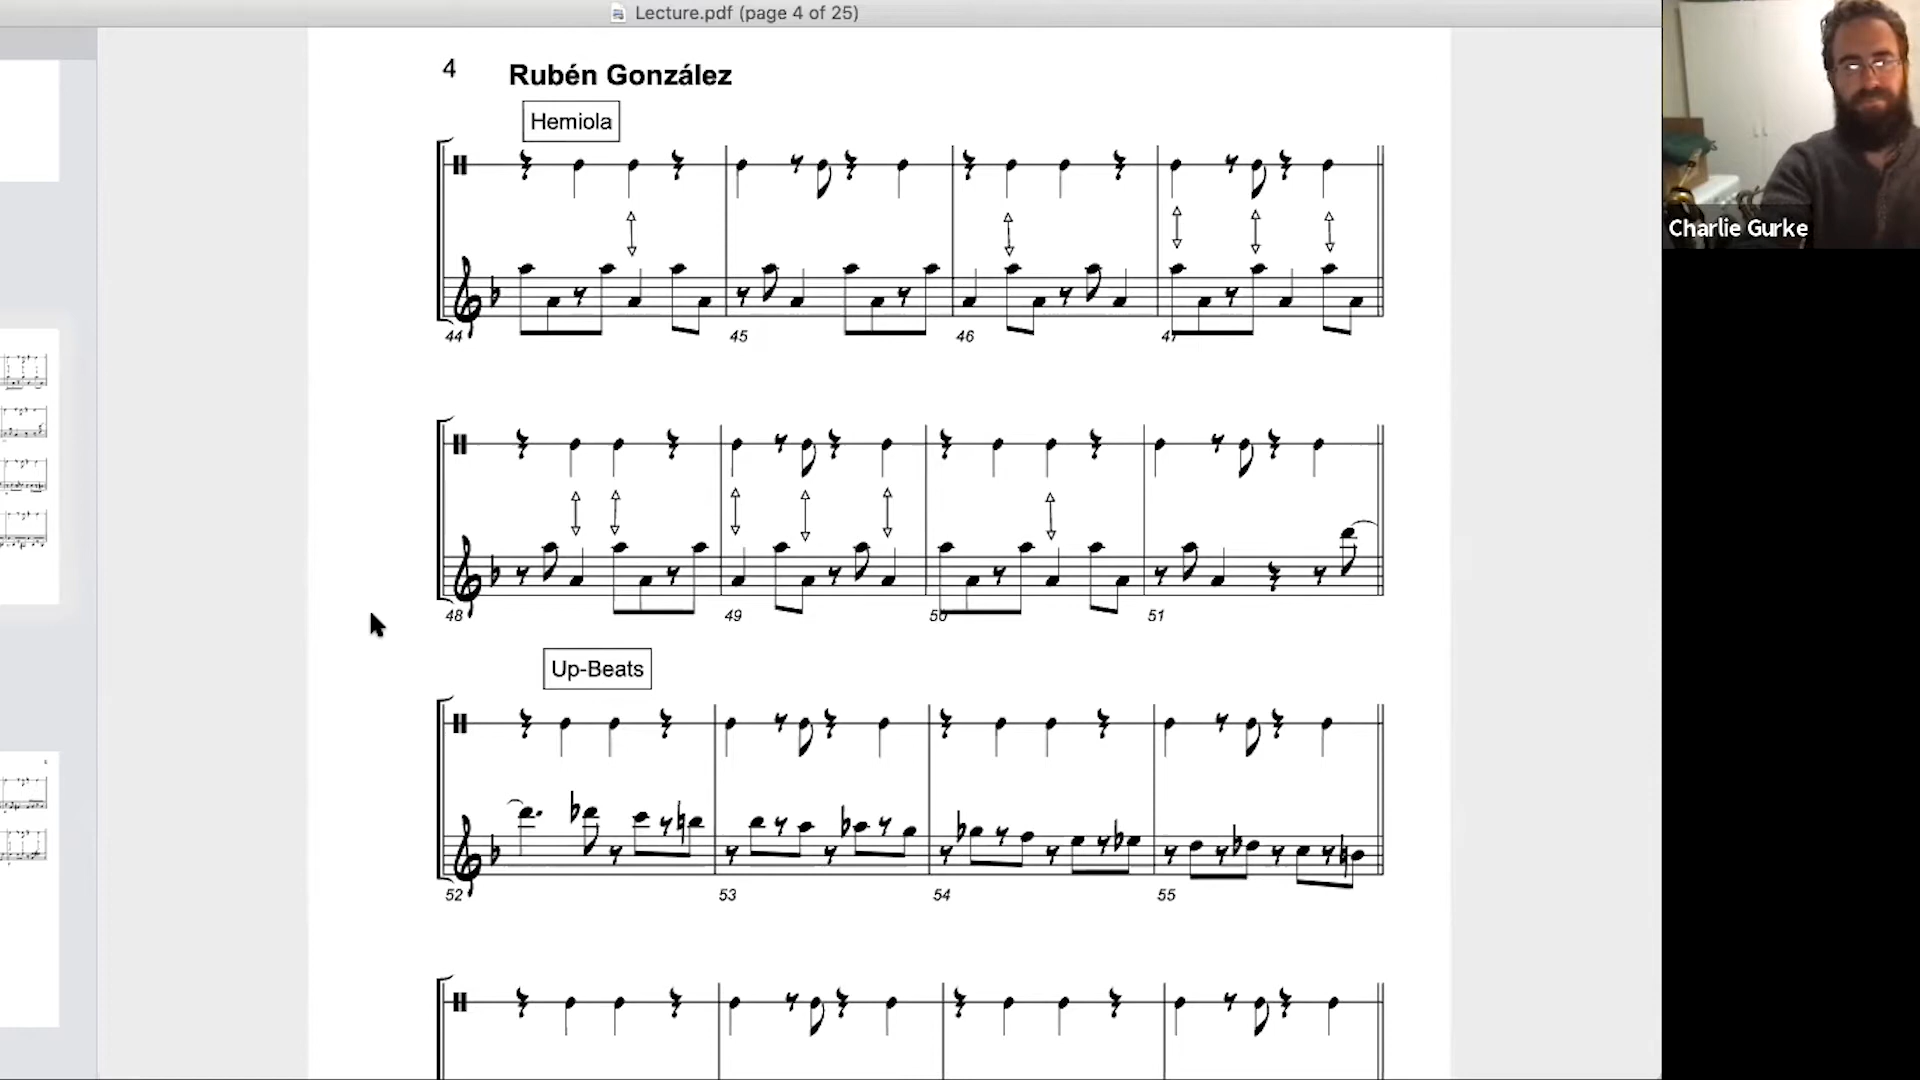 Lecture.pdf (page 4 of 25)
4 Rubén González
Hemiola
44 45 46 47
48 49 50 51
Up-Beats
52 53 54 55
Charlie Gurke